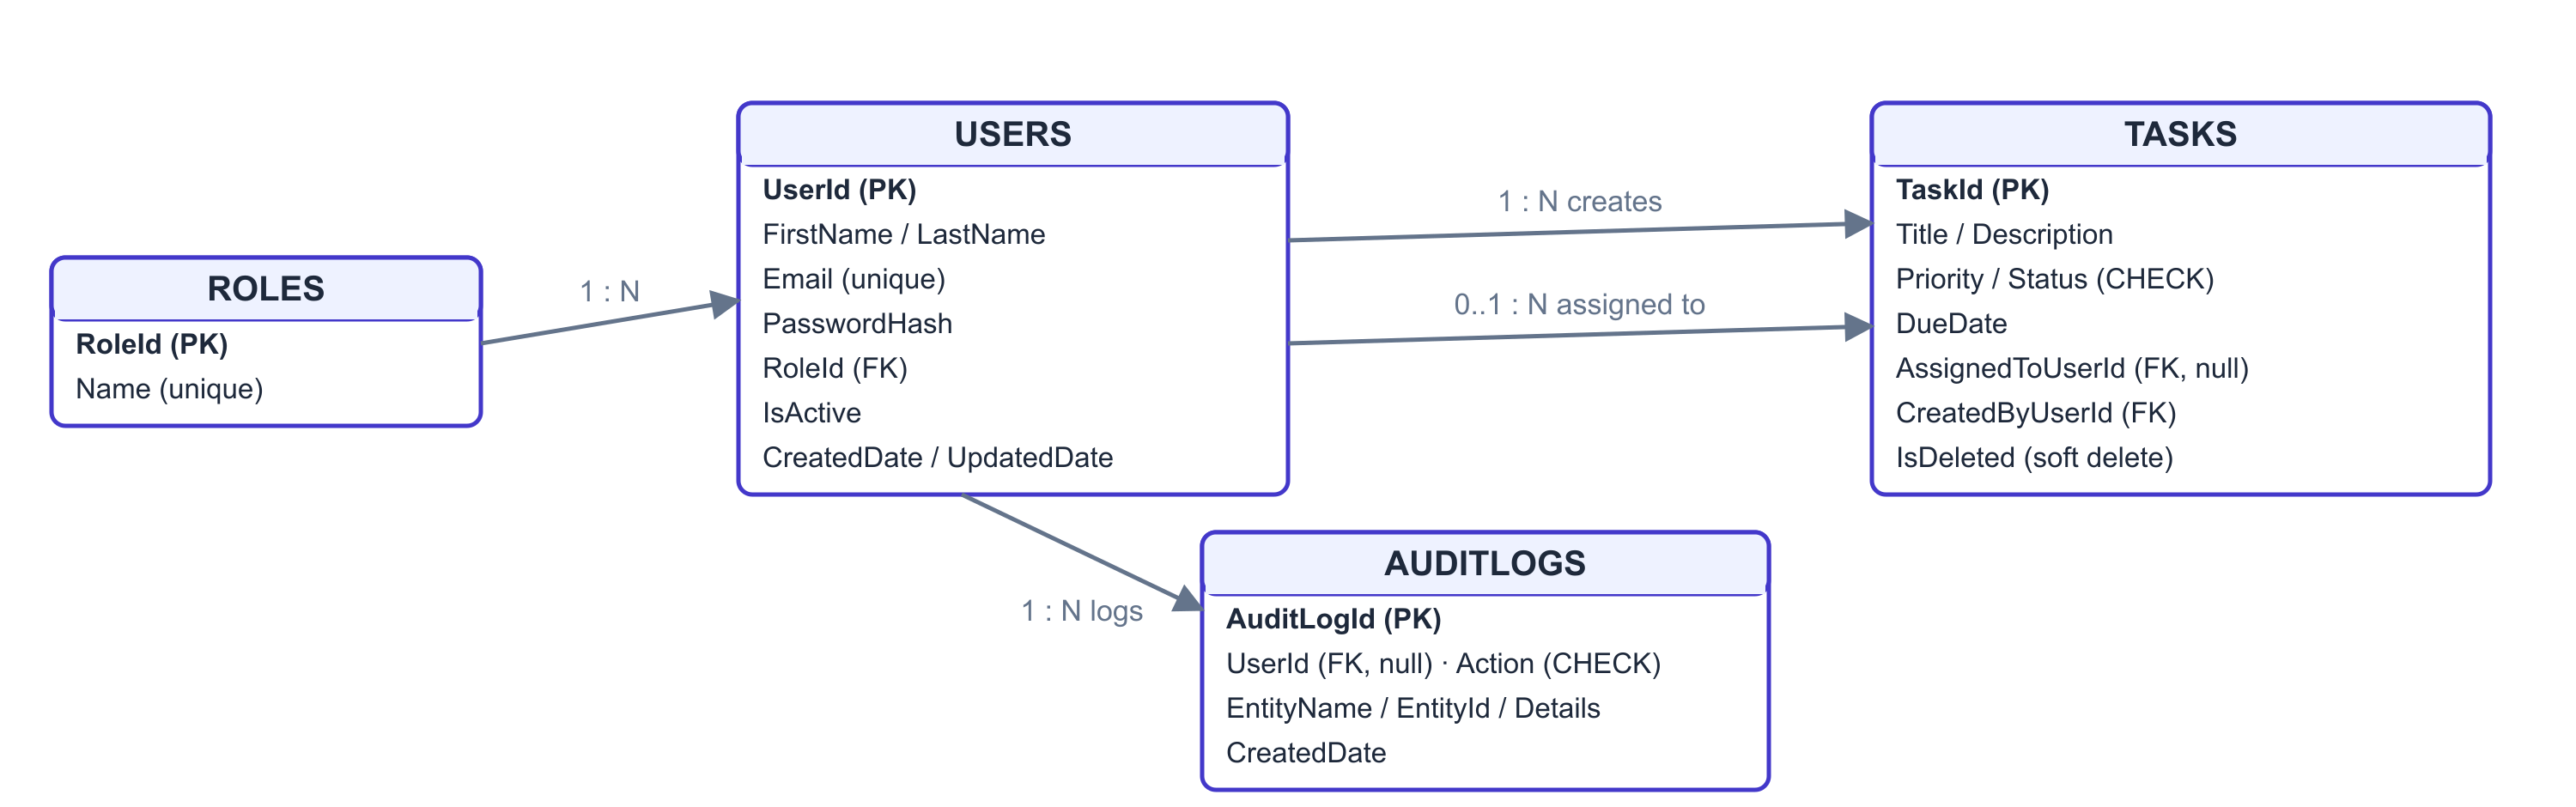 ROLES
RoleId (PK)
Name (unique)
1 : N
USERS
UserId (PK)
FirstName / LastName
Email (unique)
PasswordHash
RoleId (FK)
IsActive
CreatedDate / UpdatedDate
1 : N creates
0..1 : N assigned to
TASKS
TaskId (PK)
Title / Description
Priority / Status (CHECK)
DueDate
AssignedToUserId (FK, null)
CreatedByUserId (FK)
IsDeleted (soft delete)
1 : N logs
AUDITLOGS
AuditLogId (PK)
UserId (FK, null) · Action (CHECK)
EntityName / EntityId / Details
CreatedDate